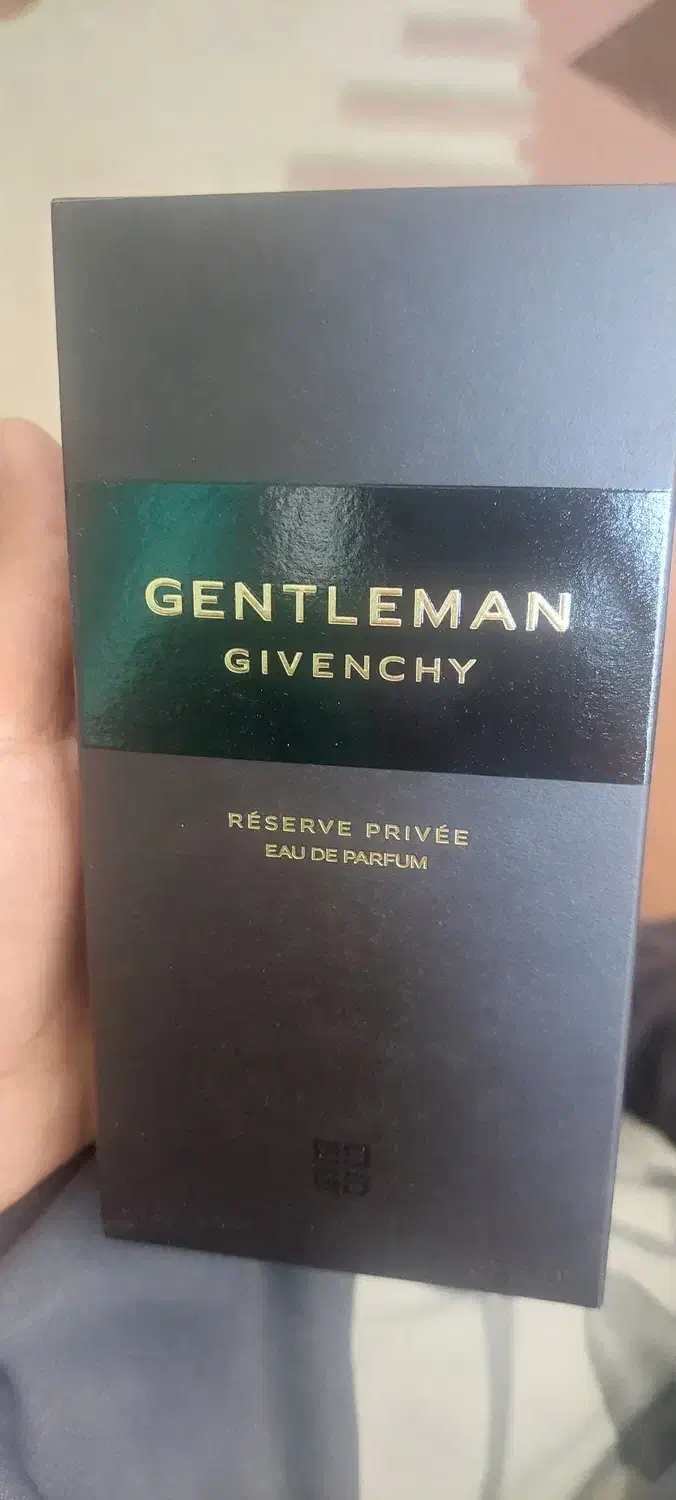 GENTLEMAN
GIVENCHY
RÉSERVE PRIVÉE
EAU DE PARFUM